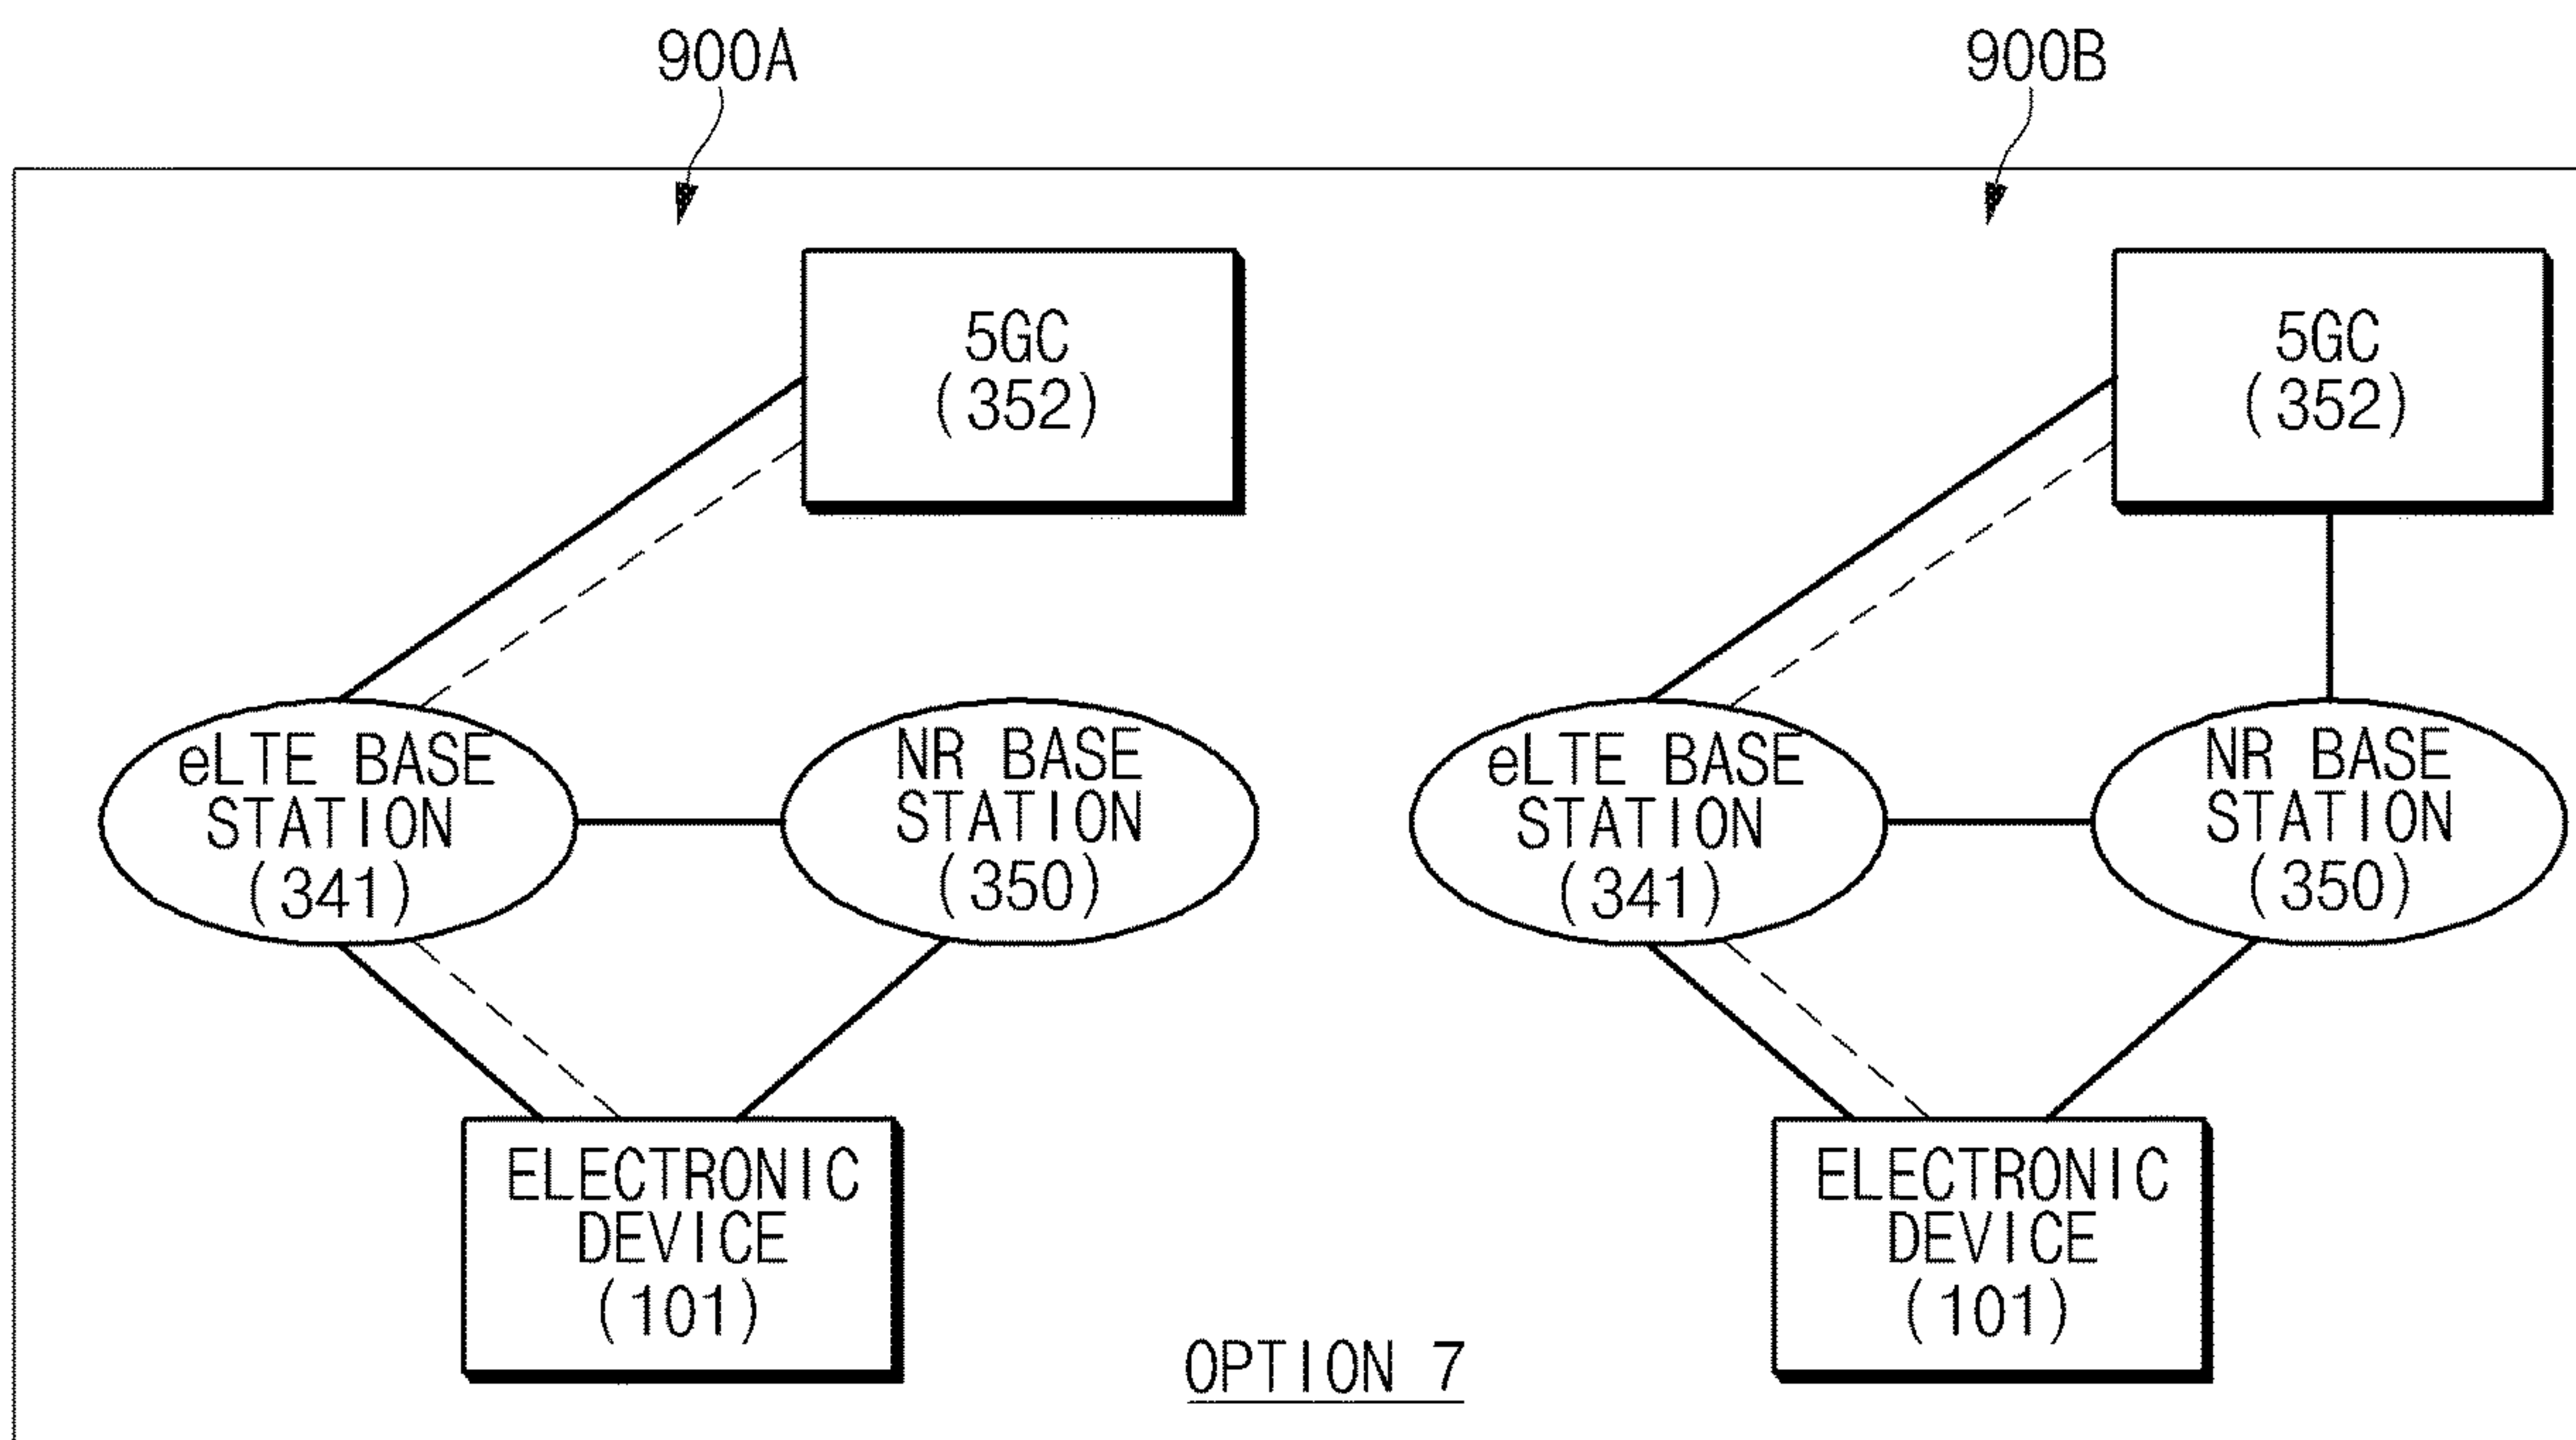 900A
900B
5GC
(352)
5GC
(352)
eLTE BASE
STATION
(341)
NR BASE
STATION
(350)
eLTE BASE
STATION
(341)
NR BASE
STATION
(350)
ELECTRONIC
DEVICE
(101)
ELECTRONIC
DEVICE
(101)
OPTION 7